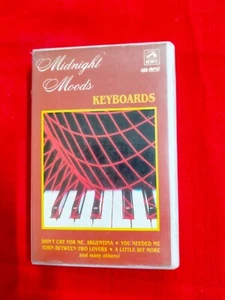 Midnight
Moods
HMV
KEYBOARDS
DON'T CRY FOR ME, ARGENTINA ★ YOU NEEDED ME
TORN BETWEEN TWO LOVERS ★ A LITTLE BIT MORE
and many others!